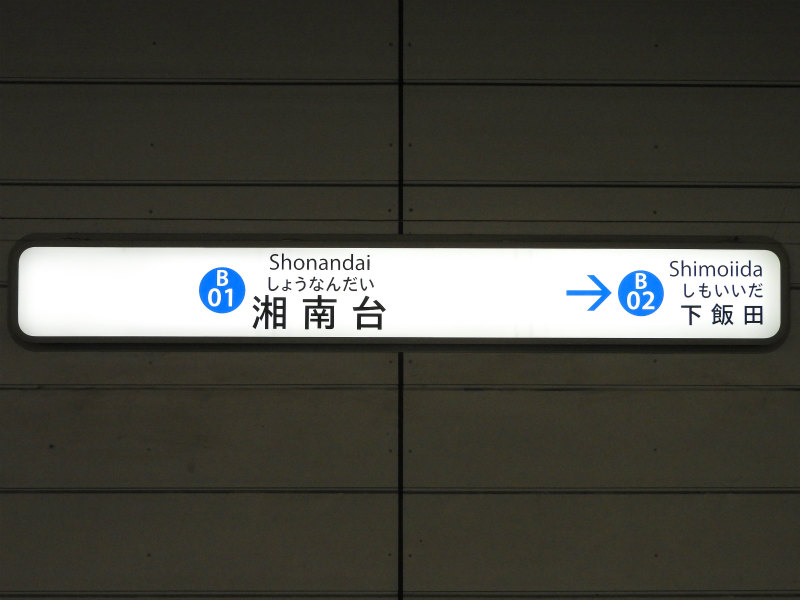 B
01
Shonandai
しょうなんだい
湘南台
→
B
02
Shimoiida
しもいいだ
下飯田